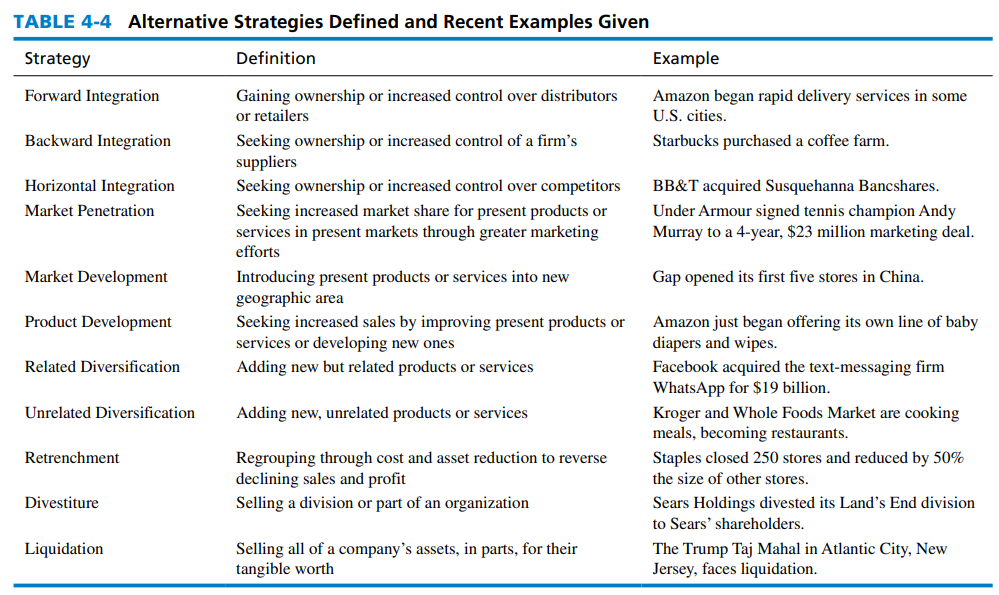 TABLE 4-4 Alternative Strategies Defined and Recent Examples Given
Strategy Definition Example
Forward Integration Gaining ownership or increased control over distributors Amazon began rapid delivery services in some
or retailers U.S. cities.
Backward Integration Seeking ownership or increased control of a firm’s Starbucks purchased a coffee farm.
suppliers
Horizontal Integration Seeking ownership or increased control over competitors BB&T acquired Susquehanna Bancshares.
Market Penetration Seeking increased market share for present products or Under Armour signed tennis champion Andy
services in present markets through greater marketing Murray to a 4-year, $23 million marketing deal.
efforts
Market Development Introducing present products or services into new Gap opened its first five stores in China.
geographic area
Product Development Seeking increased sales by improving present products or Amazon just began offering its own line of baby
services or developing new ones diapers and wipes.
Related Diversification Adding new but related products or services Facebook acquired the text-messaging firm
WhatsApp for $19 billion.
Unrelated Diversification Adding new, unrelated products or services Kroger and Whole Foods Market are cooking
meals, becoming restaurants.
Retrenchment Regrouping through cost and asset reduction to reverse Staples closed 250 stores and reduced by 50%
declining sales and profit the size of other stores.
Divestiture Selling a division or part of an organization Sears Holdings divested its Land’s End division
to Sears’ shareholders.
Liquidation Selling all of a company’s assets, in parts, for their The Trump Taj Mahal in Atlantic City, New
tangible worth Jersey, faces liquidation.